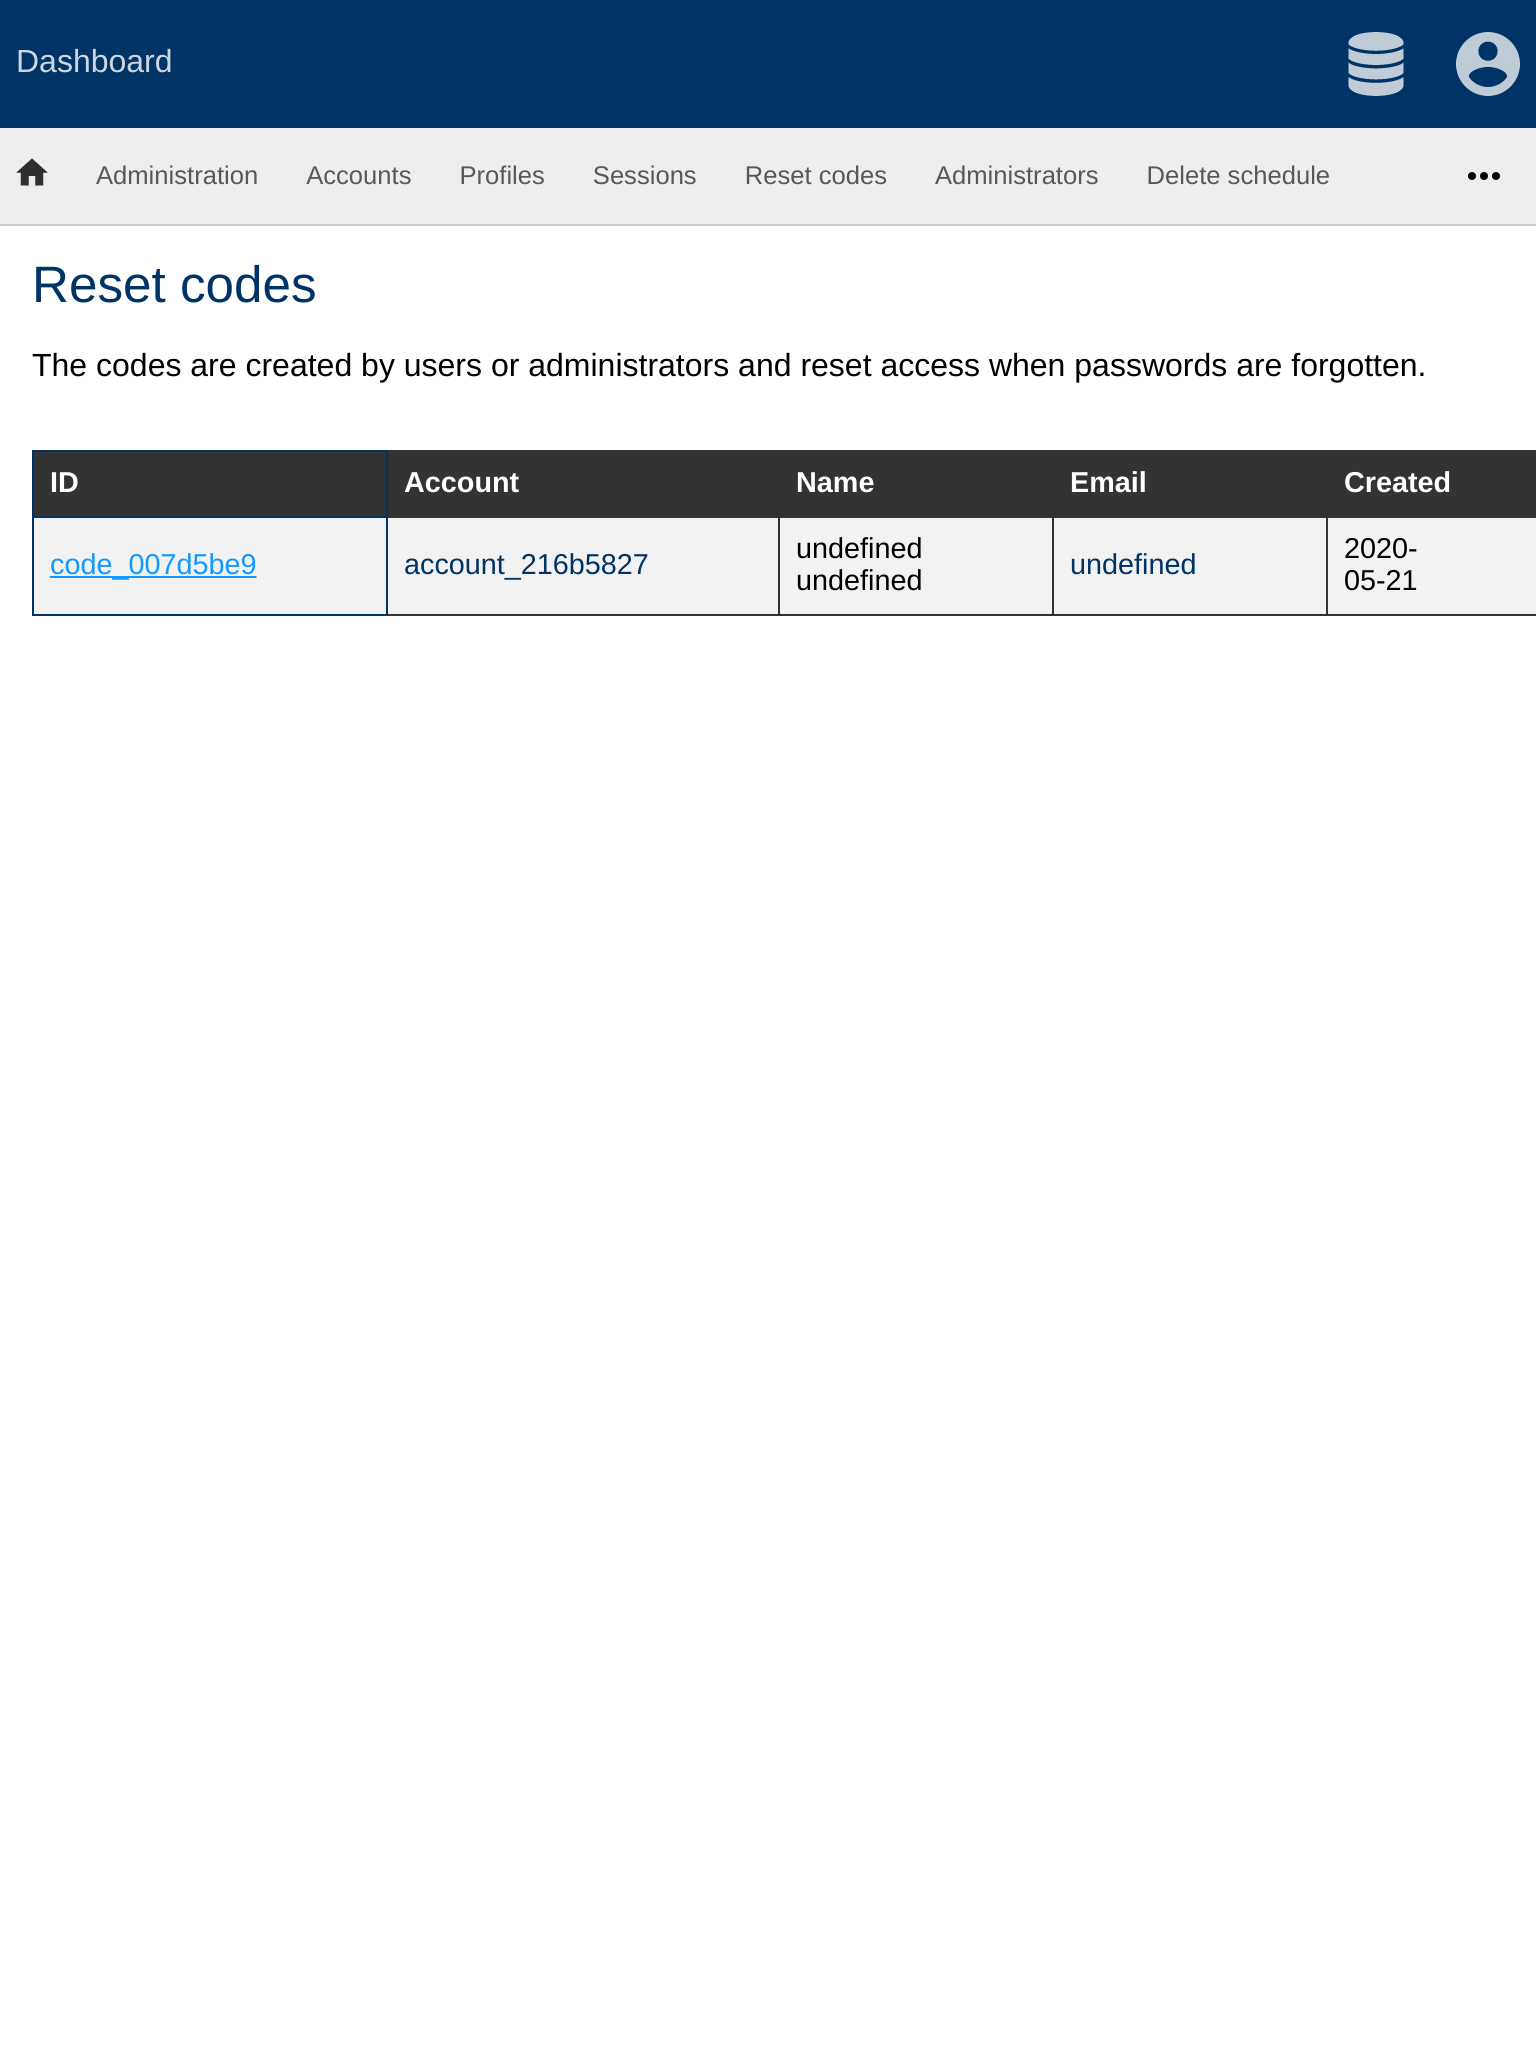 Dashboard
Administration Accounts Profiles Sessions Reset codes Administrators Delete schedule
Reset codes
The codes are created by users or administrators and reset access when passwords are forgotten.
ID Account Name Email Created
code_007d5be9 account_216b5827 undefined undefined undefined 2020-05-21